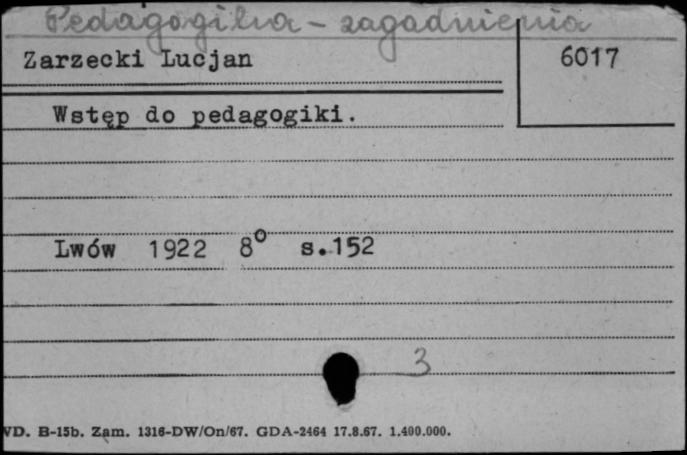 Pedagogika - zagadnienia
Zarzecki Lucjan
6017
Wstęp do pedagogiki.
Lwów 1922 8° s.152
3
VD. B-15b. Zam. 1316-DW/On/67. GDA-2464 17.8.67. 1.400.000.